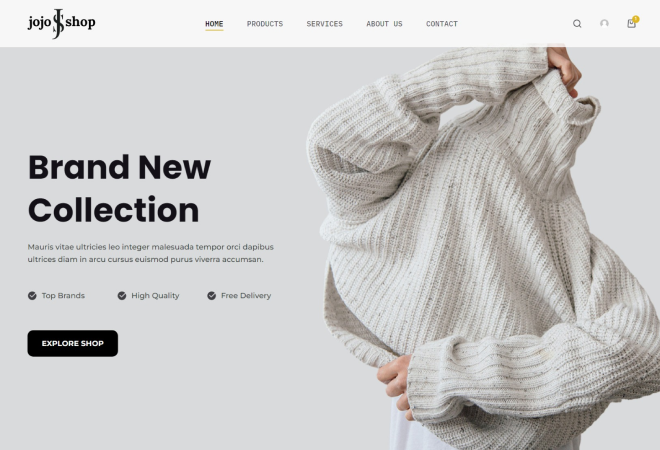 jojo JS shop
HOME PRODUCTS SERVICES ABOUT US CONTACT
Brand New
Collection
Mauris vitae ultricies leo integer malesuada tempor orci dapibus
ultrices diam in arcu cursus euismod purus viverra accumsan.
Top Brands High Quality Free Delivery
EXPLORE SHOP